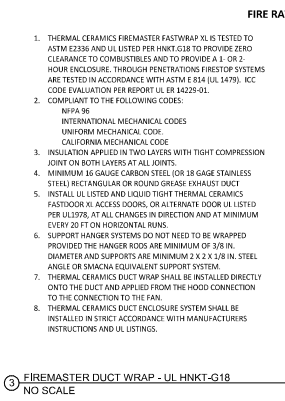 FIRE RA
1. THERMAL CERAMICS FIREMASTER FASTWRAP XL IS TESTED TO
ASTM E2336 AND UL LISTED PER HNKT.G18 TO PROVIDE ZERO
CLEARANCE TO COMBUSTIBLES AND TO PROVIDE A 1- OR 2-
HOUR ENCLOSURE. THROUGH PENETRATIONS FIRESTOP SYSTEMS
ARE TESTED IN ACCORDANCE WITH ASTM E 814 (UL 1479). ICC
CODE EVALUATION PER REPORT UL ER 14229-01.
2. COMPLIANT TO THE FOLLOWING CODES:
NFPA 96
INTERNATIONAL MECHANICAL CODES
UNIFORM MECHANICAL CODE.
CALIFORNIA MECHANICAL CODE
3. INSULATION APPLIED IN TWO LAYERS WITH TIGHT COMPRESSION
JOINT ON BOTH LAYERS AT ALL JOINTS.
4. MINIMUM 16 GAUGE CARBON STEEL (OR 18 GAGE STAINLESS
STEEL) RECTANGULAR OR ROUND GREASE EXHAUST DUCT
5. INSTALL UL LISTED AND LIQUID TIGHT THERMAL CERAMICS
FASTDOOR XL ACCESS DOORS, OR ALTERNATE DOOR UL LISTED
PER UL1978, AT ALL CHANGES IN DIRECTION AND AT MINIMUM
EVERY 20 FT ON HORIZONTAL RUNS.
6. SUPPORT HANGER SYSTEMS DO NOT NEED TO BE WRAPPED
PROVIDED THE HANGER RODS ARE MINIMUM OF 3/8 IN.
DIAMETER AND SUPPORTS ARE MINIMUM 2 X 2 X 1/8 IN. STEEL
ANGLE OR SMACNA EQUIVALENT SUPPORT SYSTEM.
7. THERMAL CERAMICS DUCT WRAP SHALL BE INSTALLED DIRECTLY
ONTO THE DUCT AND APPLIED FROM THE HOOD CONNECTION
TO THE CONNECTION TO THE FAN.
8. THERMAL CERAMICS DUCT ENCLOSURE SYSTEM SHALL BE
INSTALLED IN STRICT ACCORDANCE WITH MANUFACTURERS
INSTRUCTIONS AND UL LISTINGS.
3 FIREMASTER DUCT WRAP - UL HNKT-G18
NO SCALE